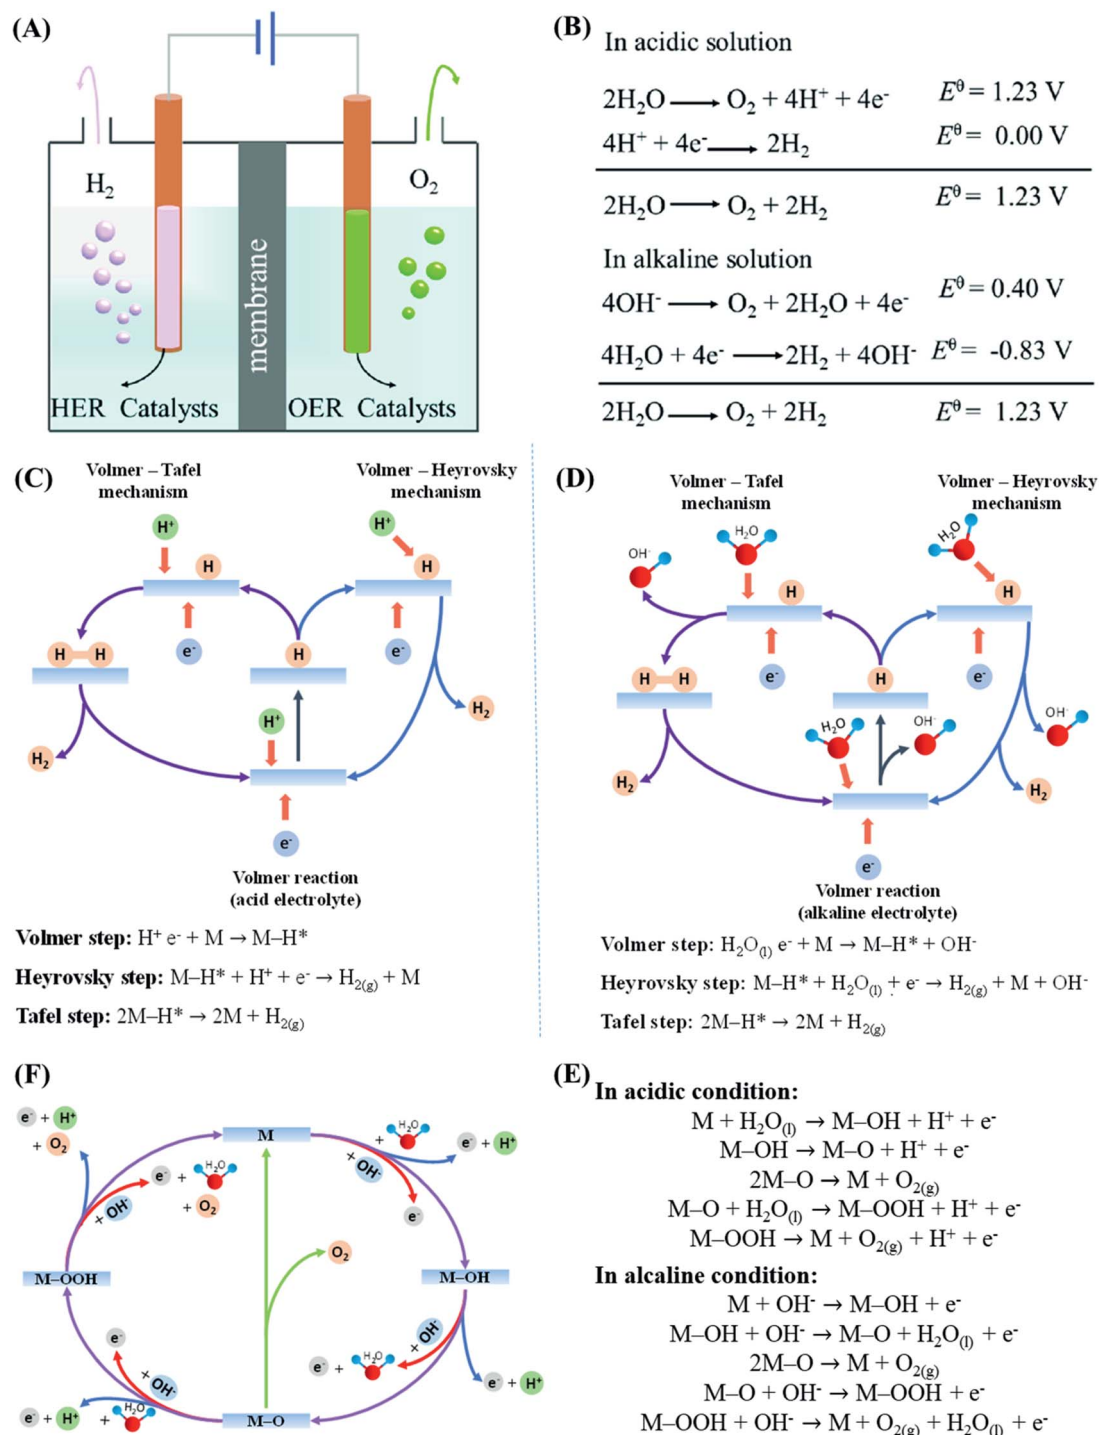 (A)
H₂
O₂
membrane
HER Catalysts
OER Catalysts
(B)
In acidic solution
2H₂O → O₂ + 4H⁺ + 4e⁻ Eᶿ = 1.23 V
4H⁺ + 4e⁻ → 2H₂ Eᶿ = 0.00 V
2H₂O → O₂ + 2H₂ Eᶿ = 1.23 V
In alkaline solution
4OH⁻ → O₂ + 2H₂O + 4e⁻ Eᶿ = 0.40 V
4H₂O + 4e⁻ → 2H₂ + 4OH⁻ Eᶿ = -0.83 V
2H₂O → O₂ + 2H₂ Eᶿ = 1.23 V
(C)
Volmer – Tafel
mechanism
Volmer – Heyrovsky
mechanism
H⁺
H⁺
H
H
e⁻
H
e⁻
H H
H⁺
H₂
H₂
e⁻
Volmer reaction
(acid electrolyte)
Volmer step: H⁺ e⁻ + M → M–H*
Heyrovsky step: M–H* + H⁺ + e⁻ → H₂(g) + M
Tafel step: 2M–H* → 2M + H₂(g)
(D)
Volmer – Tafel
mechanism
Volmer – Heyrovsky
mechanism
H₂O
H₂O
OH⁻
H
H
e⁻
H
e⁻
H H
H₂O
OH⁻
OH⁻
H₂
H₂
e⁻
Volmer reaction
(alkaline electrolyte)
Volmer step: H₂O(l) e⁻ + M → M–H* + OH⁻
Heyrovsky step: M–H* + H₂O(l) + e⁻ → H₂(g) + M + OH⁻
Tafel step: 2M–H* → 2M + H₂(g)
(F)
e⁻ + H⁺
+ O₂
M
+ H₂O
e⁻ + H⁺
+ OH⁻
e⁻
e⁻ + H₂O
+ O₂
+ OH⁻
O₂
M–OOH
M–OH
e⁻
+ OH⁻
+ OH⁻
e⁻ + H₂O
e⁻ + H⁺
e⁻ + H⁺ + H₂O
M–O
(E)
In acidic condition:
M + H₂O(l) → M–OH + H⁺ + e⁻
M–OH → M–O + H⁺ + e⁻
2M–O → M + O₂(g)
M–O + H₂O(l) → M–OOH + H⁺ + e⁻
M–OOH → M + O₂(g) + H⁺ + e⁻
In alcaline condition:
M + OH⁻ → M–OH + e⁻
M–OH + OH⁻ → M–O + H₂O(l) + e⁻
2M–O → M + O₂(g)
M–O + OH⁻ → M–OOH + e⁻
M–OOH + OH⁻ → M + O₂(g) + H₂O(l) + e⁻